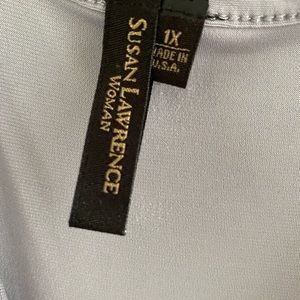 SUSAN LAWRENCE
WOMAN
1X
MADE IN
U.S.A.